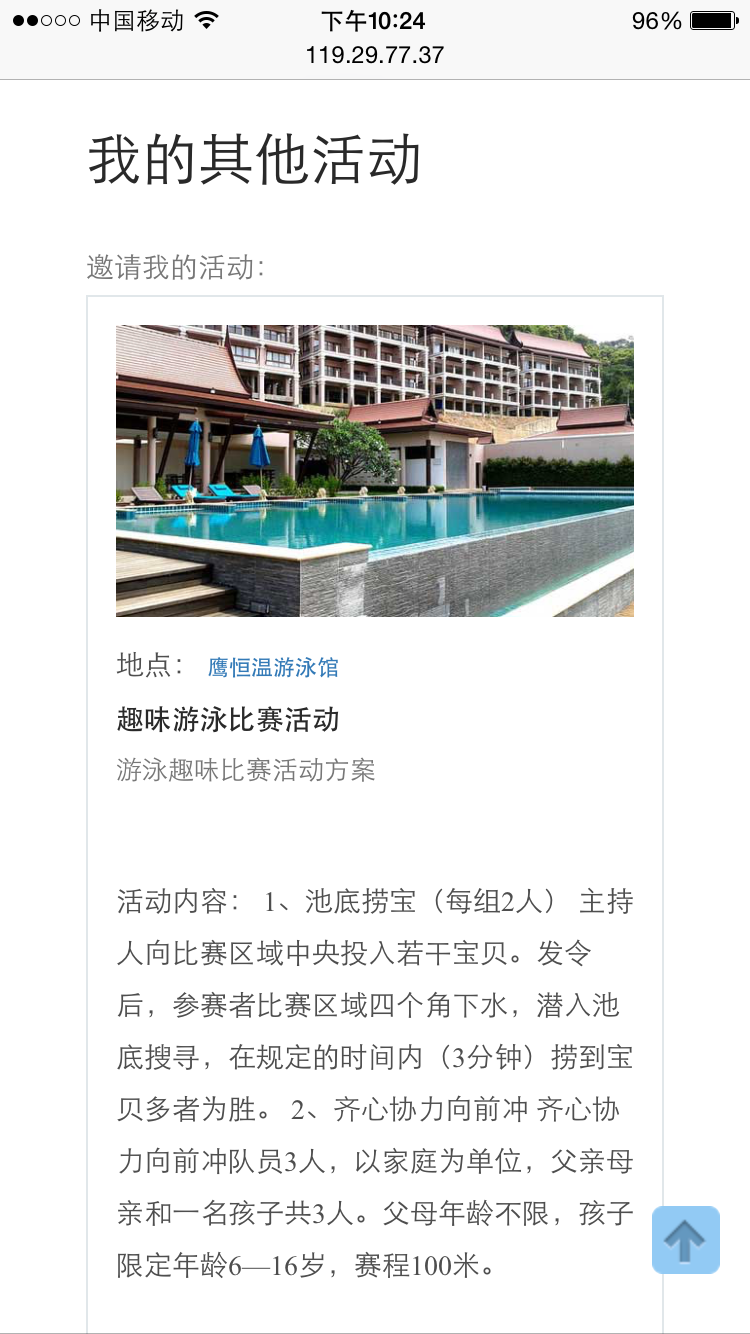 中国移动 下午10:24 96%
119.29.77.37
我的其他活动
邀请我的活动：
地点： 鹰恒温游泳馆
趣味游泳比赛活动
游泳趣味比赛活动方案
活动内容： 1、池底捞宝（每组2人） 主持
人向比赛区域中央投入若干宝贝。发令
后，参赛者比赛区域四个角下水，潜入池
底搜寻，在规定的时间内（3分钟）捞到宝
贝多者为胜。 2、齐心协力向前冲 齐心协
力向前冲队员3人，以家庭为单位，父亲母
亲和一名孩子共3人。父母年龄不限，孩子
限定年龄6—16岁，赛程100米。